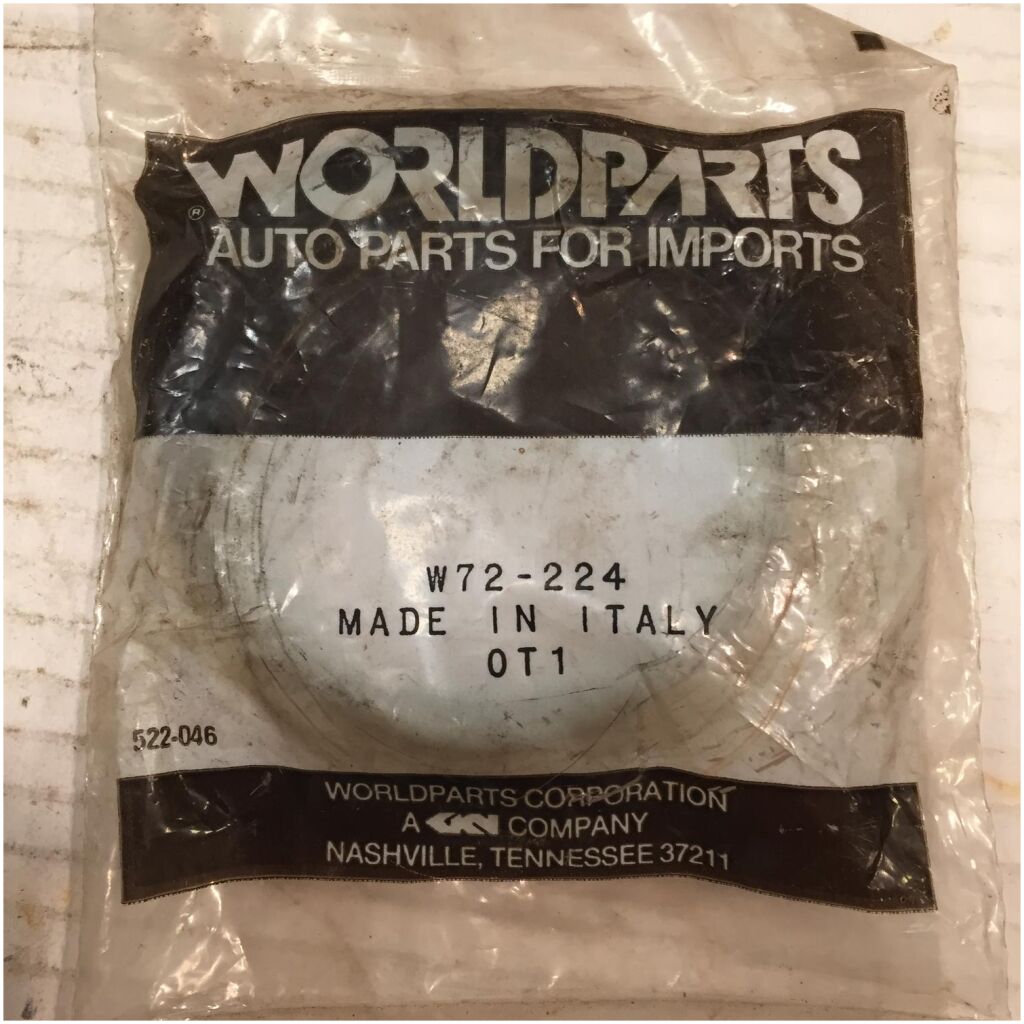 WORLDPARTS
®
AUTO PARTS FOR IMPORTS
W72-224
MADE IN ITALY
0T1
522-046
WORLDPARTS CORPORATION
A GKN COMPANY
NASHVILLE, TENNESSEE 37211